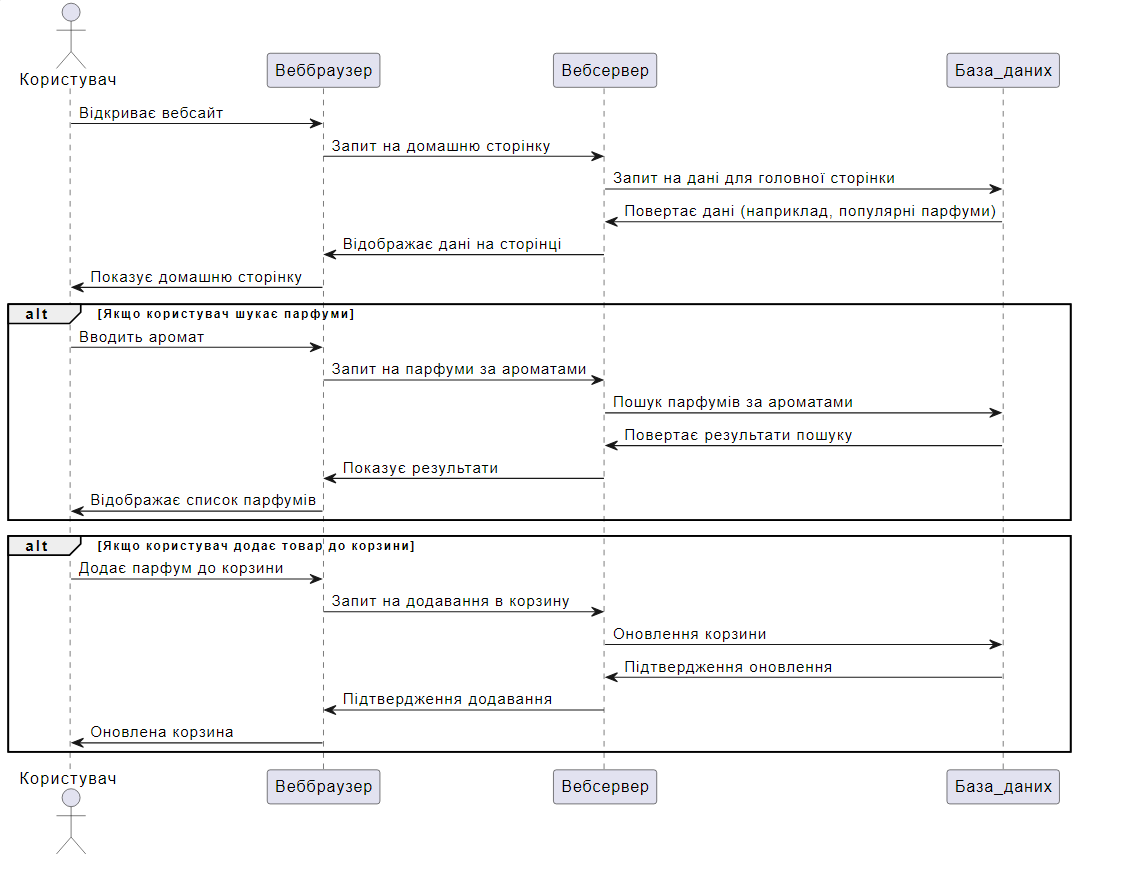 Користувач
Веббраузер
Вебсервер
База_даних
Відкриває вебсайт
Запит на домашню сторінку
Запит на дані для головної сторінки
Повертає дані (наприклад, популярні парфуми)
Відображає дані на сторінці
Показує домашню сторінку
alt [Якщо користувач шукає парфуми]
Вводить аромат
Запит на парфуми за ароматами
Пошук парфумів за ароматами
Повертає результати пошуку
Показує результати
Відображає список парфумів
alt [Якщо користувач додає товар до корзини]
Додає парфум до корзини
Запит на додавання в корзину
Оновлення корзини
Підтвердження оновлення
Підтвердження додавання
Оновлена корзина
Користувач
Веббраузер
Вебсервер
База_даних